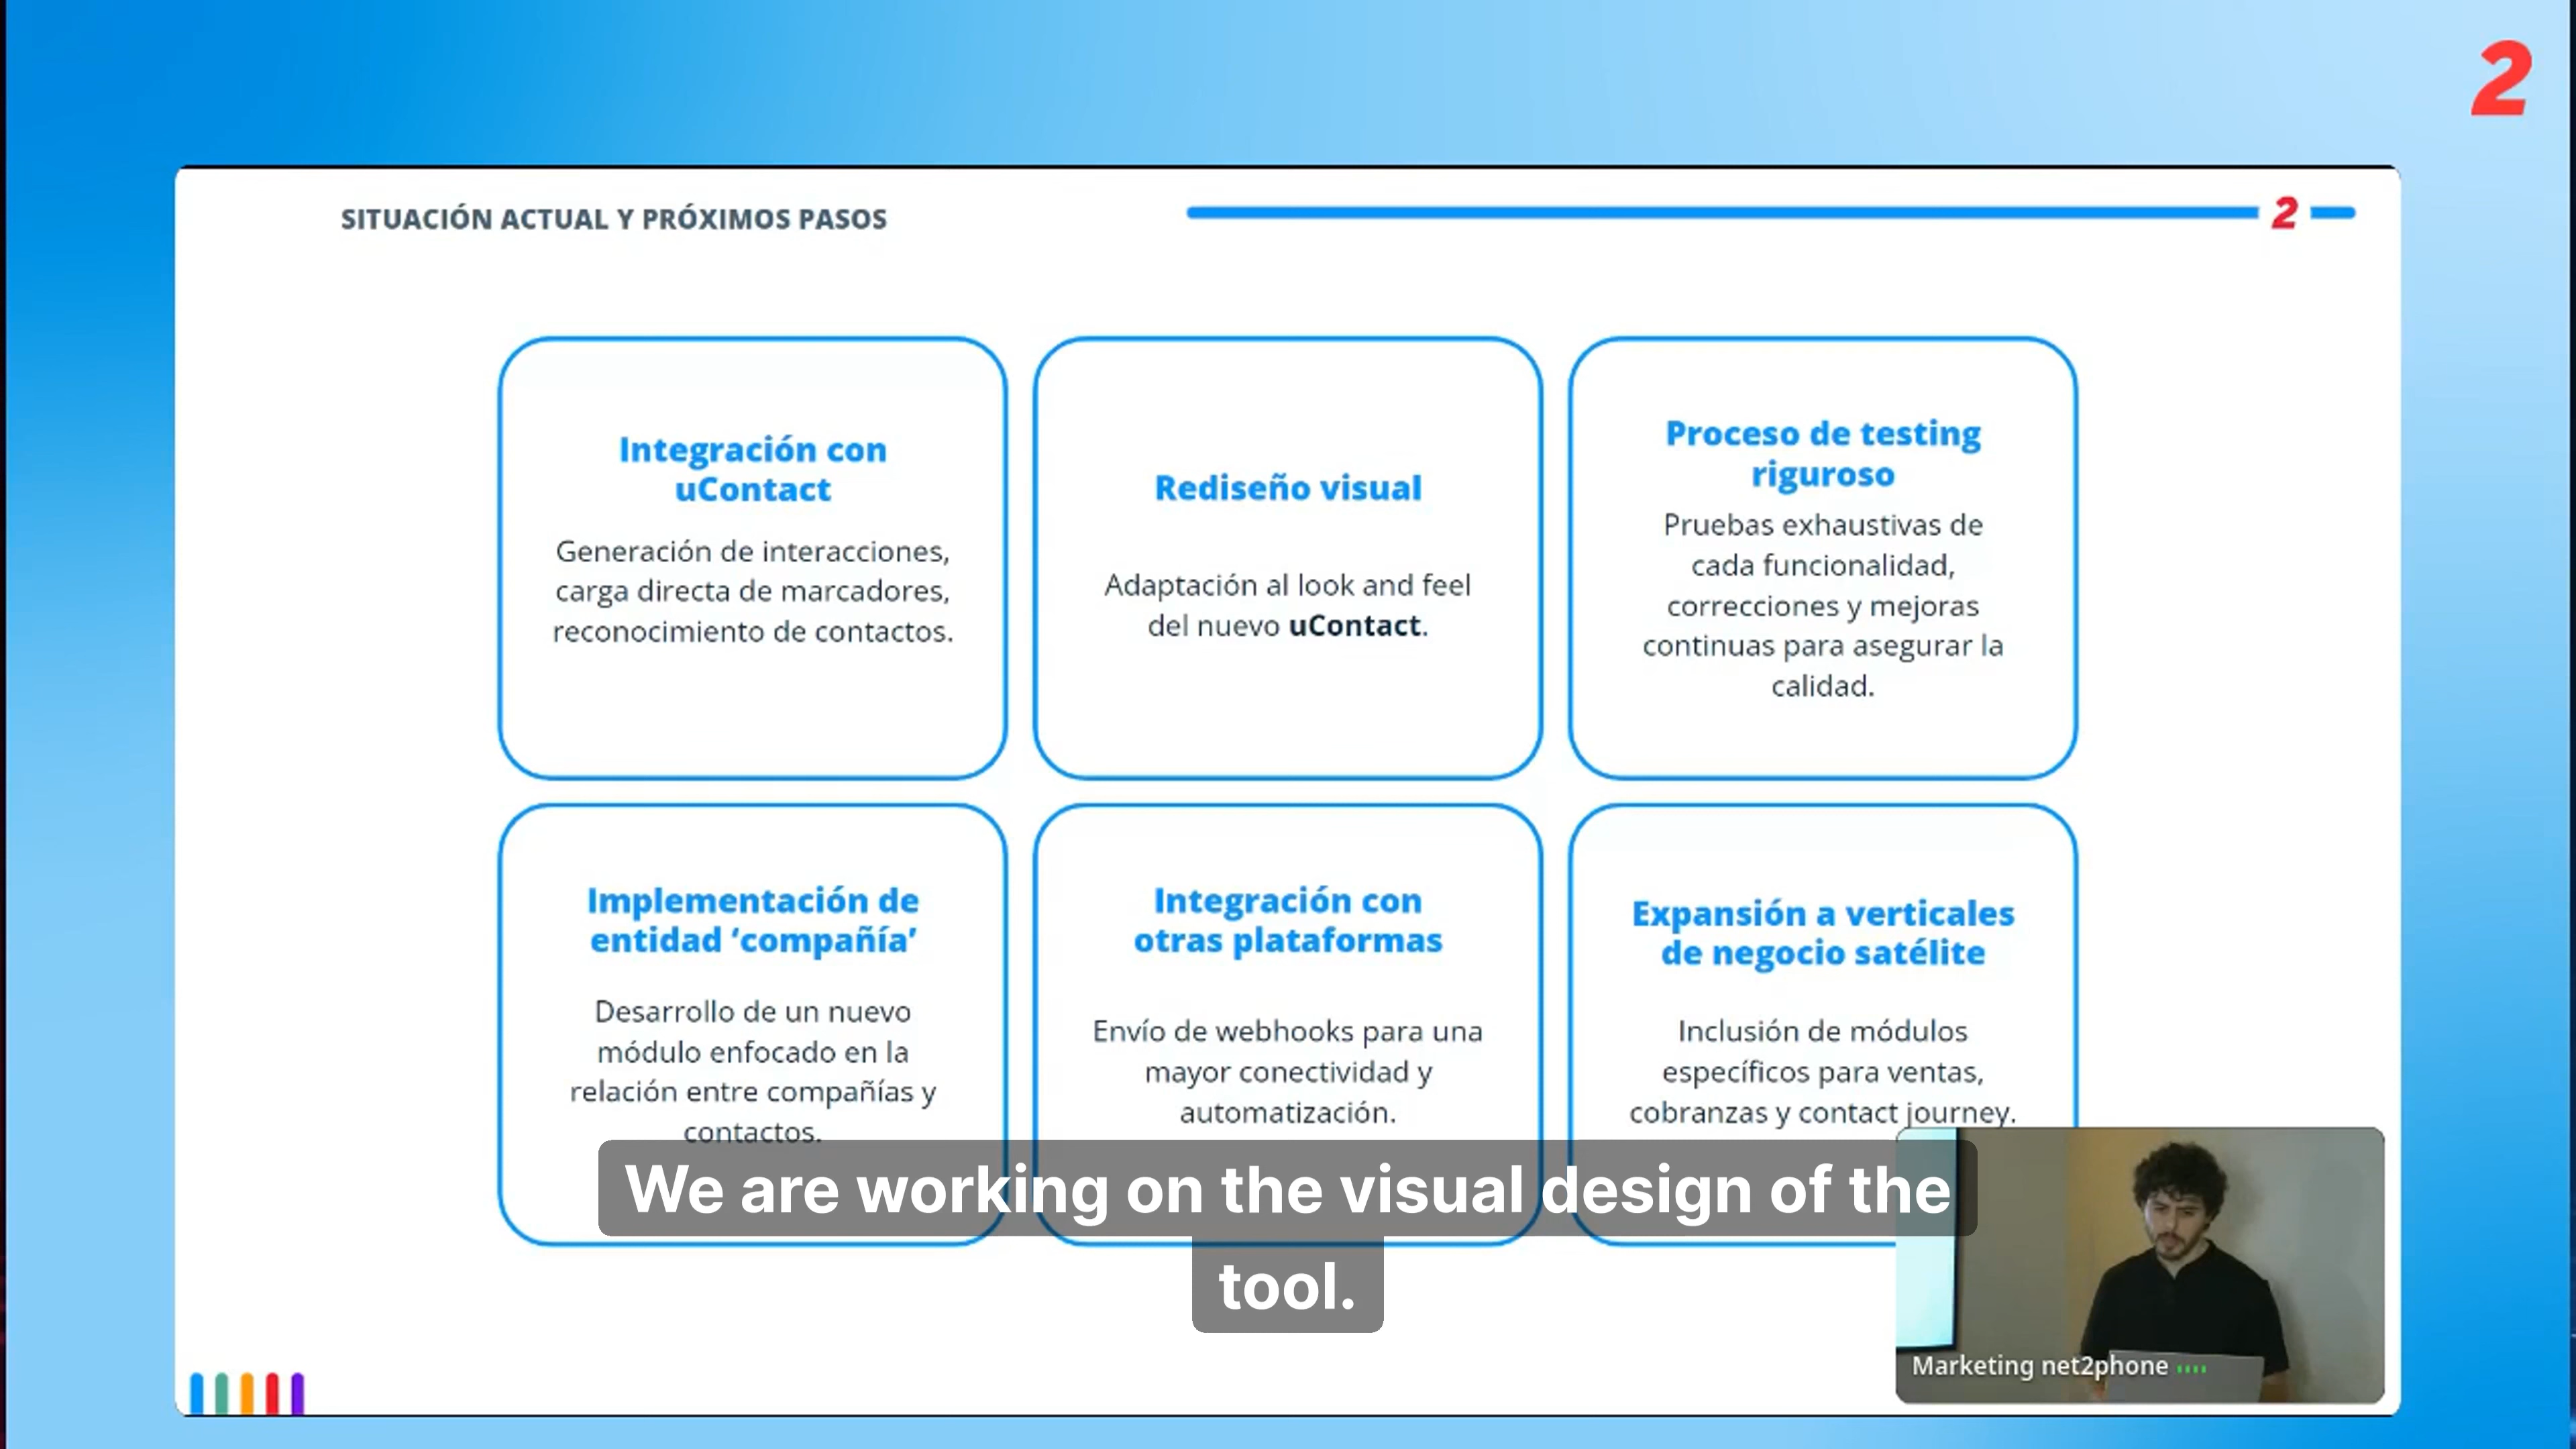 2
SITUACIÓN ACTUAL Y PRÓXIMOS PASOS
2
Integración con
uContact
Generación de interacciones,
carga directa de marcadores,
reconocimiento de contactos.
Rediseño visual
Adaptación al look and feel
del nuevo uContact.
Proceso de testing
riguroso
Pruebas exhaustivas de
cada funcionalidad,
correcciones y mejoras
continuas para asegurar la
calidad.
Implementación de
entidad ‘compañía’
Desarrollo de un nuevo
módulo enfocado en la
relación entre compañías y
contactos.
Integración con
otras plataformas
Envío de webhooks para una
mayor conectividad y
automatización.
Expansión a verticales
de negocio satélite
Inclusión de módulos
específicos para ventas,
cobranzas y contact journey.
We are working on the visual design of the
tool.
Marketing net2phone